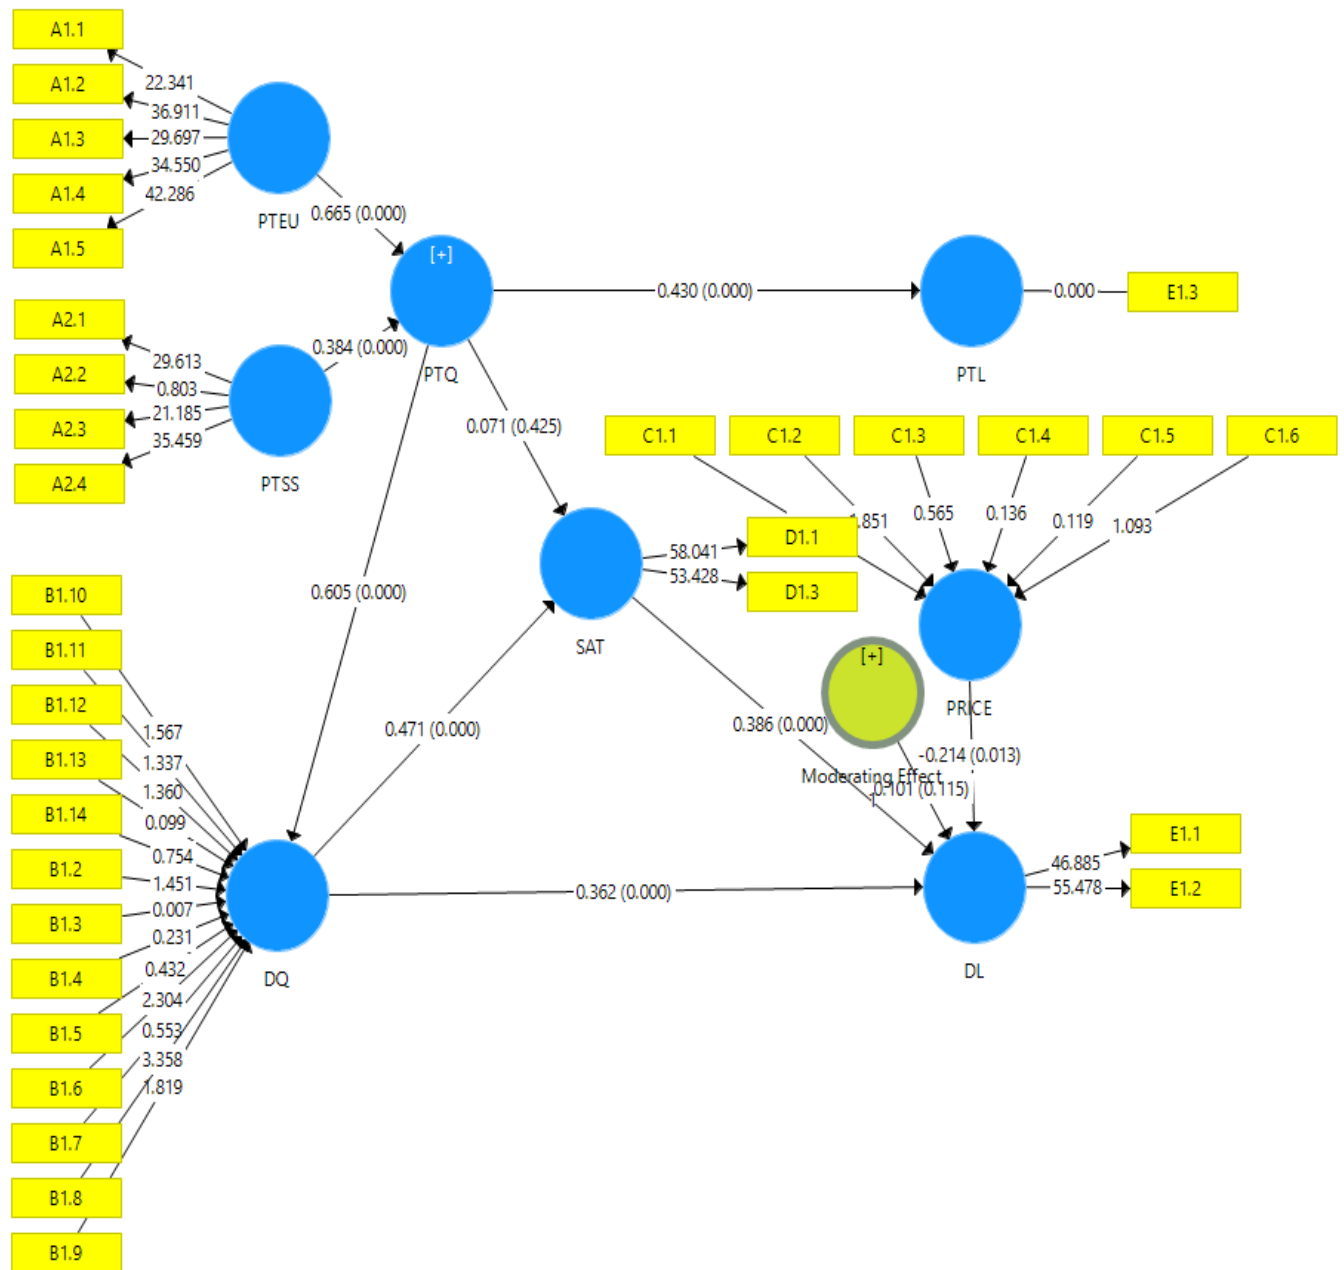 A1.1
A1.2
A1.3
A1.4
A1.5
22.341
36.911
29.697
34.550
42.286
PTEU
0.665 (0.000)
[+]
PTQ
0.430 (0.000)
PTL
0.000
E1.3
A2.1
A2.2
A2.3
A2.4
29.613
0.803
21.185
35.459
PTSS
0.384 (0.000)
0.071 (0.425)
C1.1
C1.2
C1.3
C1.4
C1.5
C1.6
.851
0.565
0.136
0.119
1.093
D1.1
D1.3
58.041
53.428
SAT
0.605 (0.000)
[+]
PRICE
0.386 (0.000)
-0.214 (0.013)
Moderating Effect
1
0.101 (0.115)
0.471 (0.000)
B1.10
B1.11
B1.12
B1.13
B1.14
B1.2
B1.3
B1.4
B1.5
B1.6
B1.7
B1.8
B1.9
1.567
1.337
1.360
0.099
0.754
1.451
0.007
0.231
0.432
2.304
0.553
3.358
1.819
DQ
0.362 (0.000)
DL
46.885
55.478
E1.1
E1.2